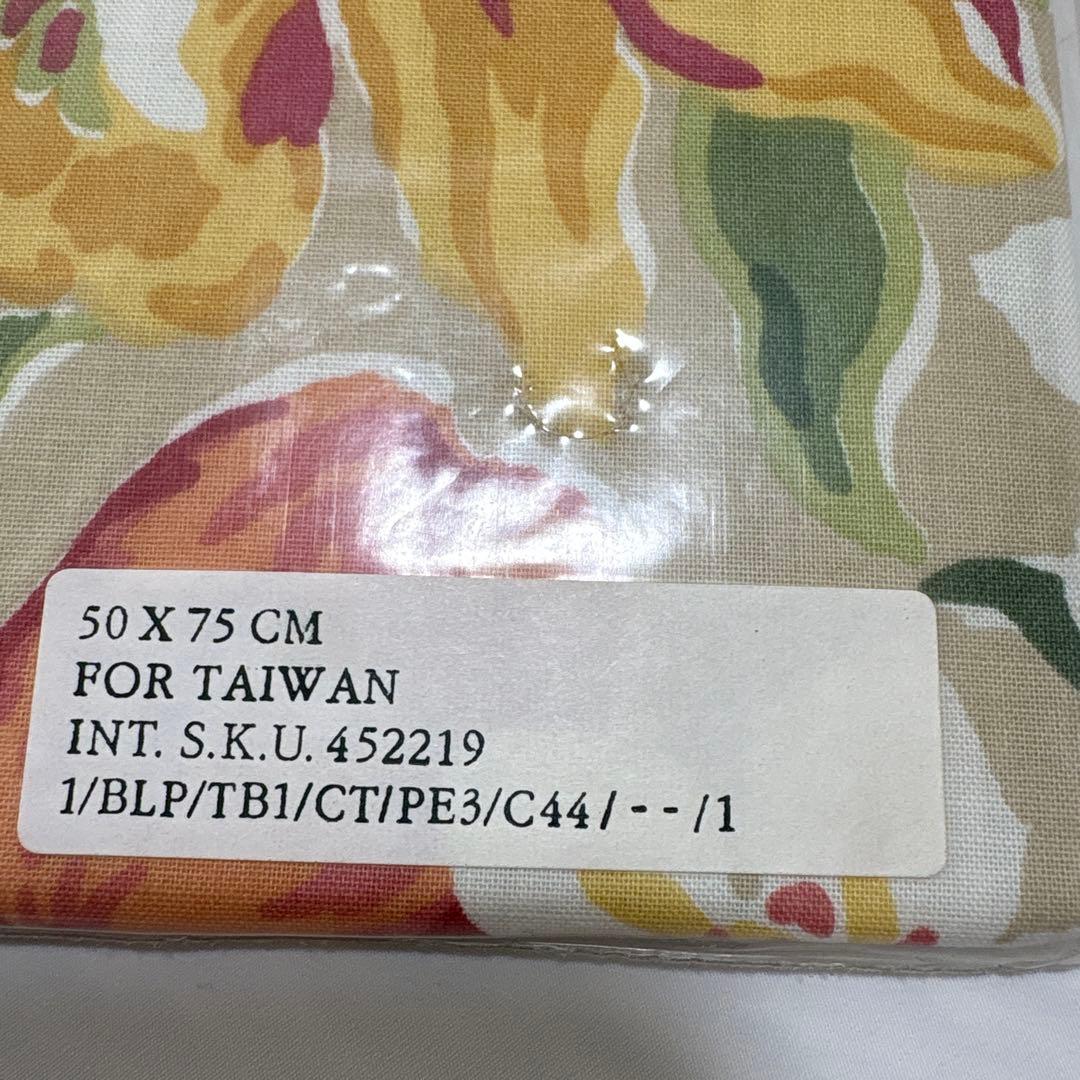 50 X 75 CM
FOR TAIWAN
INT. S.K.U. 452219
1/BLP/TB1/CT/PE3/C44/--/1